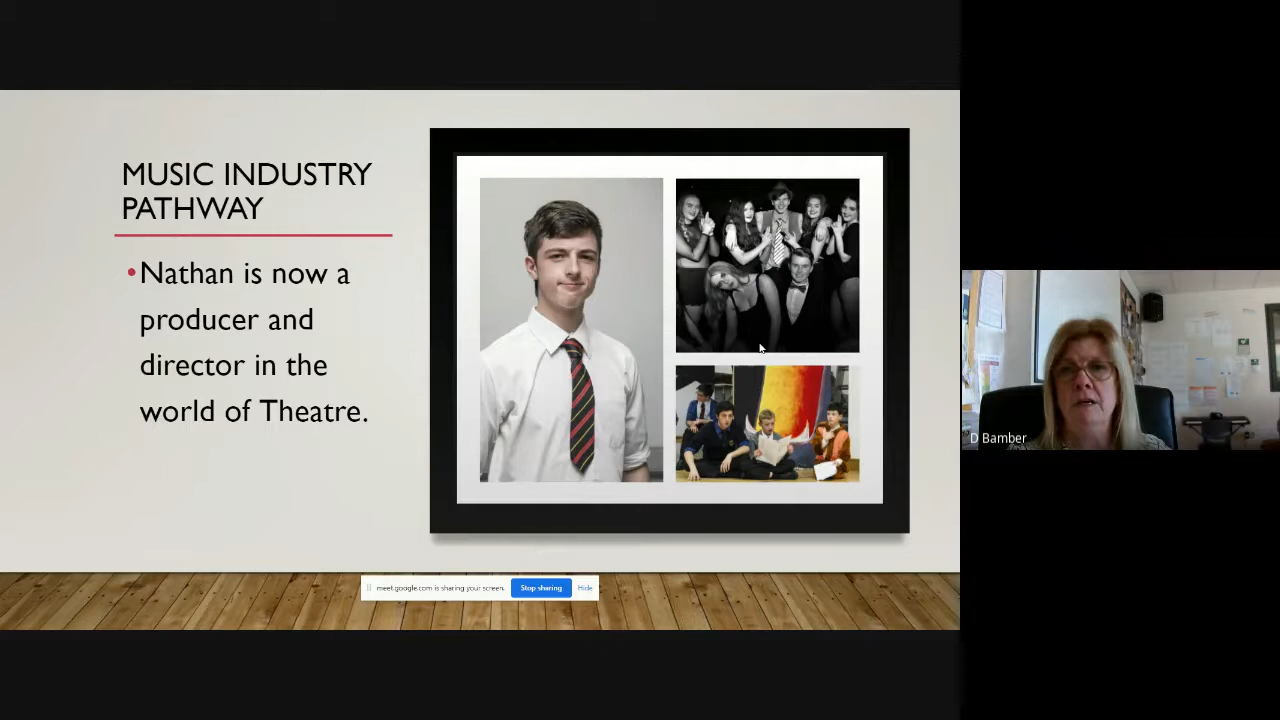 MUSIC INDUSTRY
PATHWAY
•Nathan is now a
producer and
director in the
world of Theatre.
meet.google.com is sharing your screen.
Stop sharing
Hide
D Bamber